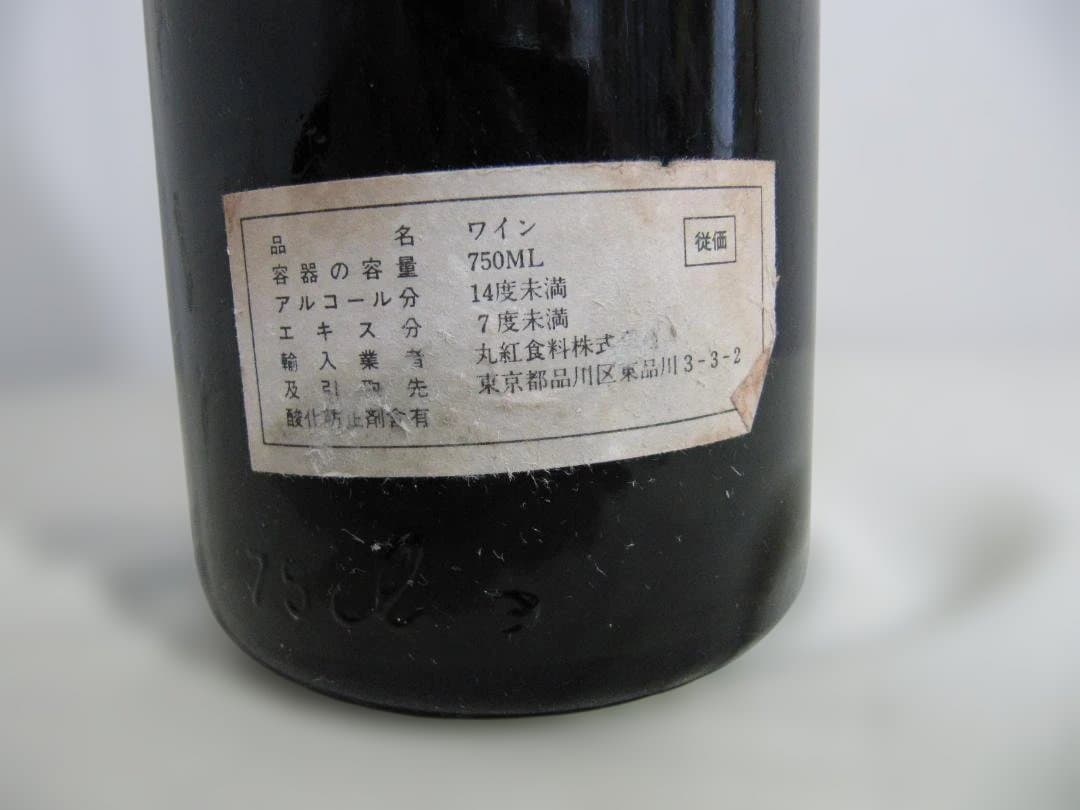 品名 ワイン 従価
容器の容量 750ML
アルコール分 14度未満
エキス分 7度未満
輸入業者 丸紅食料株式
及引取先 東京都品川区東品川3-3-2
酸化防止剤含有
75cl